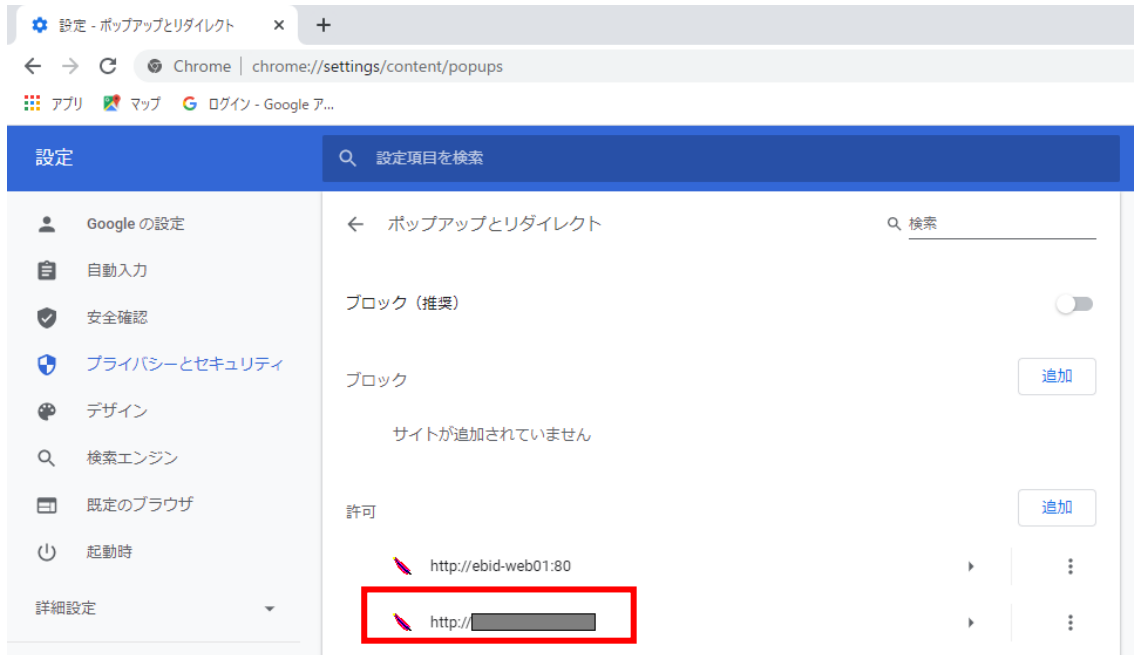 設定 - ポップアップとリダイレクト
Chrome | chrome://settings/content/popups
アプリ マップ ログイン - Google ア...
設定
設定項目を検索
Google の設定
自動入力
安全確認
プライバシーとセキュリティ
デザイン
検索エンジン
既定のブラウザ
起動時
詳細設定
ポップアップとリダイレクト
検索
ブロック（推奨）
ブロック
追加
サイトが追加されていません
許可
追加
http://ebid-web01:80
http://